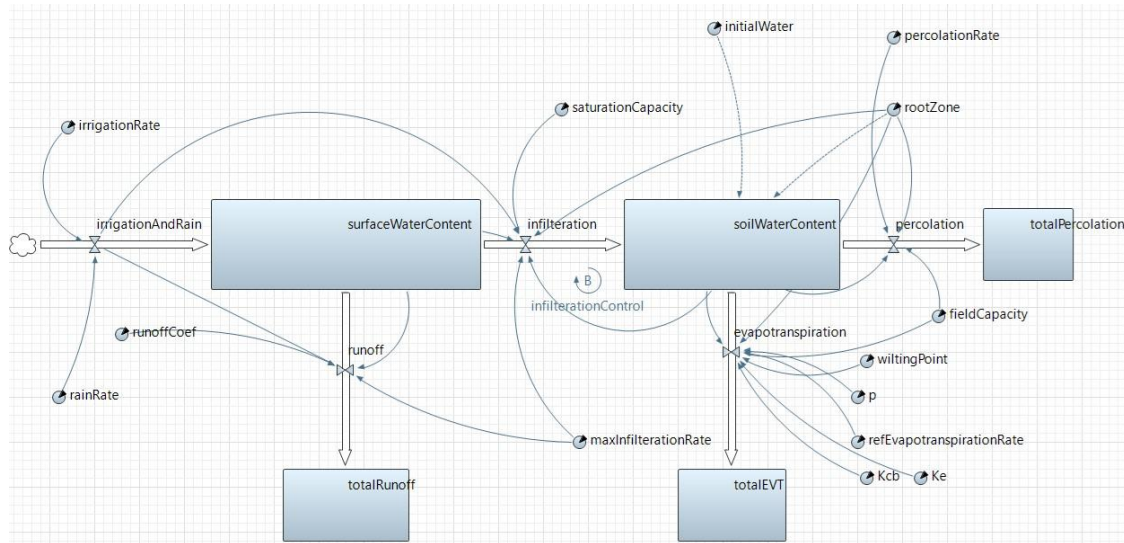 initialWater
percolationRate
saturationCapacity
rootZone
irrigationRate
irrigationAndRain
surfaceWaterContent
infilteration
soilWaterContent
percolation
totalPercolation
B
infilterationControl
fieldCapacity
runoffCoef
runoff
evapotranspiration
wiltingPoint
rainRate
p
maxInfilterationRate
refEvapotranspirationRate
Kcb
Ke
totalRunoff
totalEVT